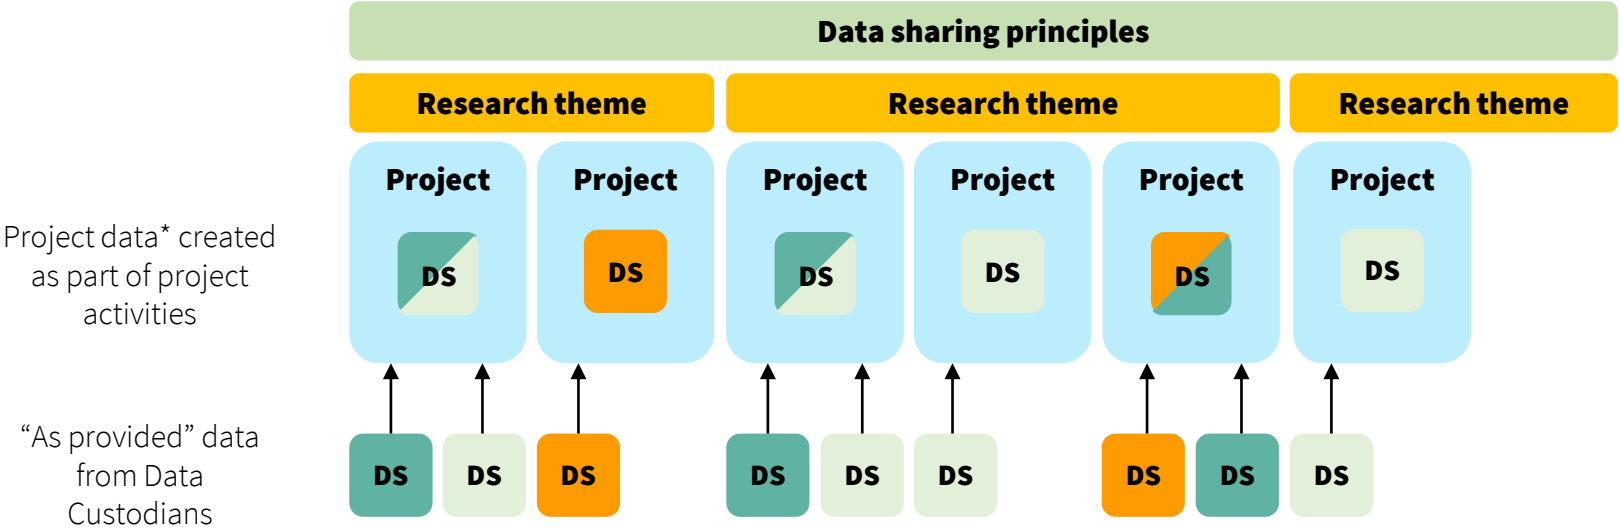 Data sharing principles
Research theme
Research theme
Research theme
Project
Project
Project
Project
Project
Project
Project data* created
as part of project
activities
DS
DS
DS
DS
DS
DS
“As provided” data
from Data
Custodians
DS
DS
DS
DS
DS
DS
DS
DS
DS